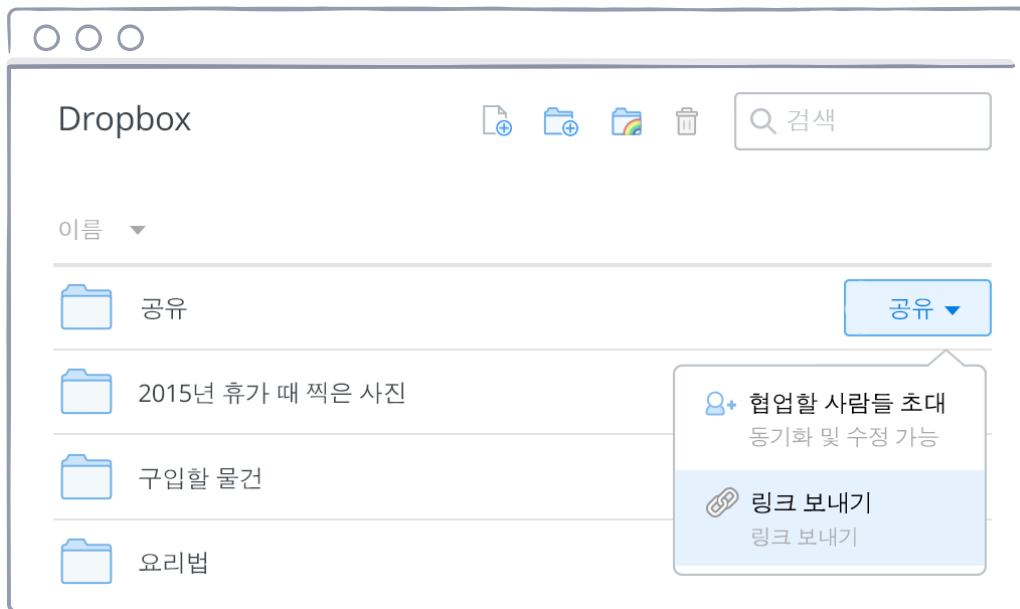 Dropbox
검색
이름
공유
공유
2015년 휴가 때 찍은 사진
협업할 사람들 초대
동기화 및 수정 가능
구입할 물건
링크 보내기
링크 보내기
요리법